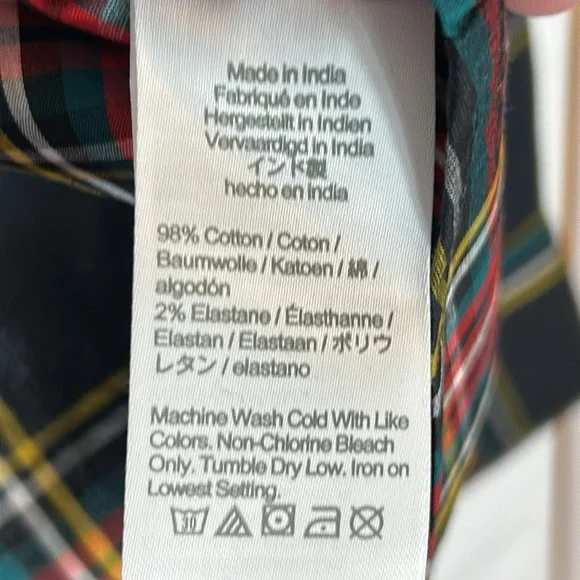 Made in India
Fabriqué en Inde
Hergestellt in Indien
Vervaardigd in India
インド製
hecho en india
98% Cotton / Coton /
Baumwolle / Katoen / 綿 /
algodón
2% Elastane / Élasthanne /
Elastan / Elastaan / ポリウ
レタン / elastano
Machine Wash Cold With Like
Colors. Non-Chlorine Bleach
Only. Tumble Dry Low. Iron on
Lowest Setting.
30